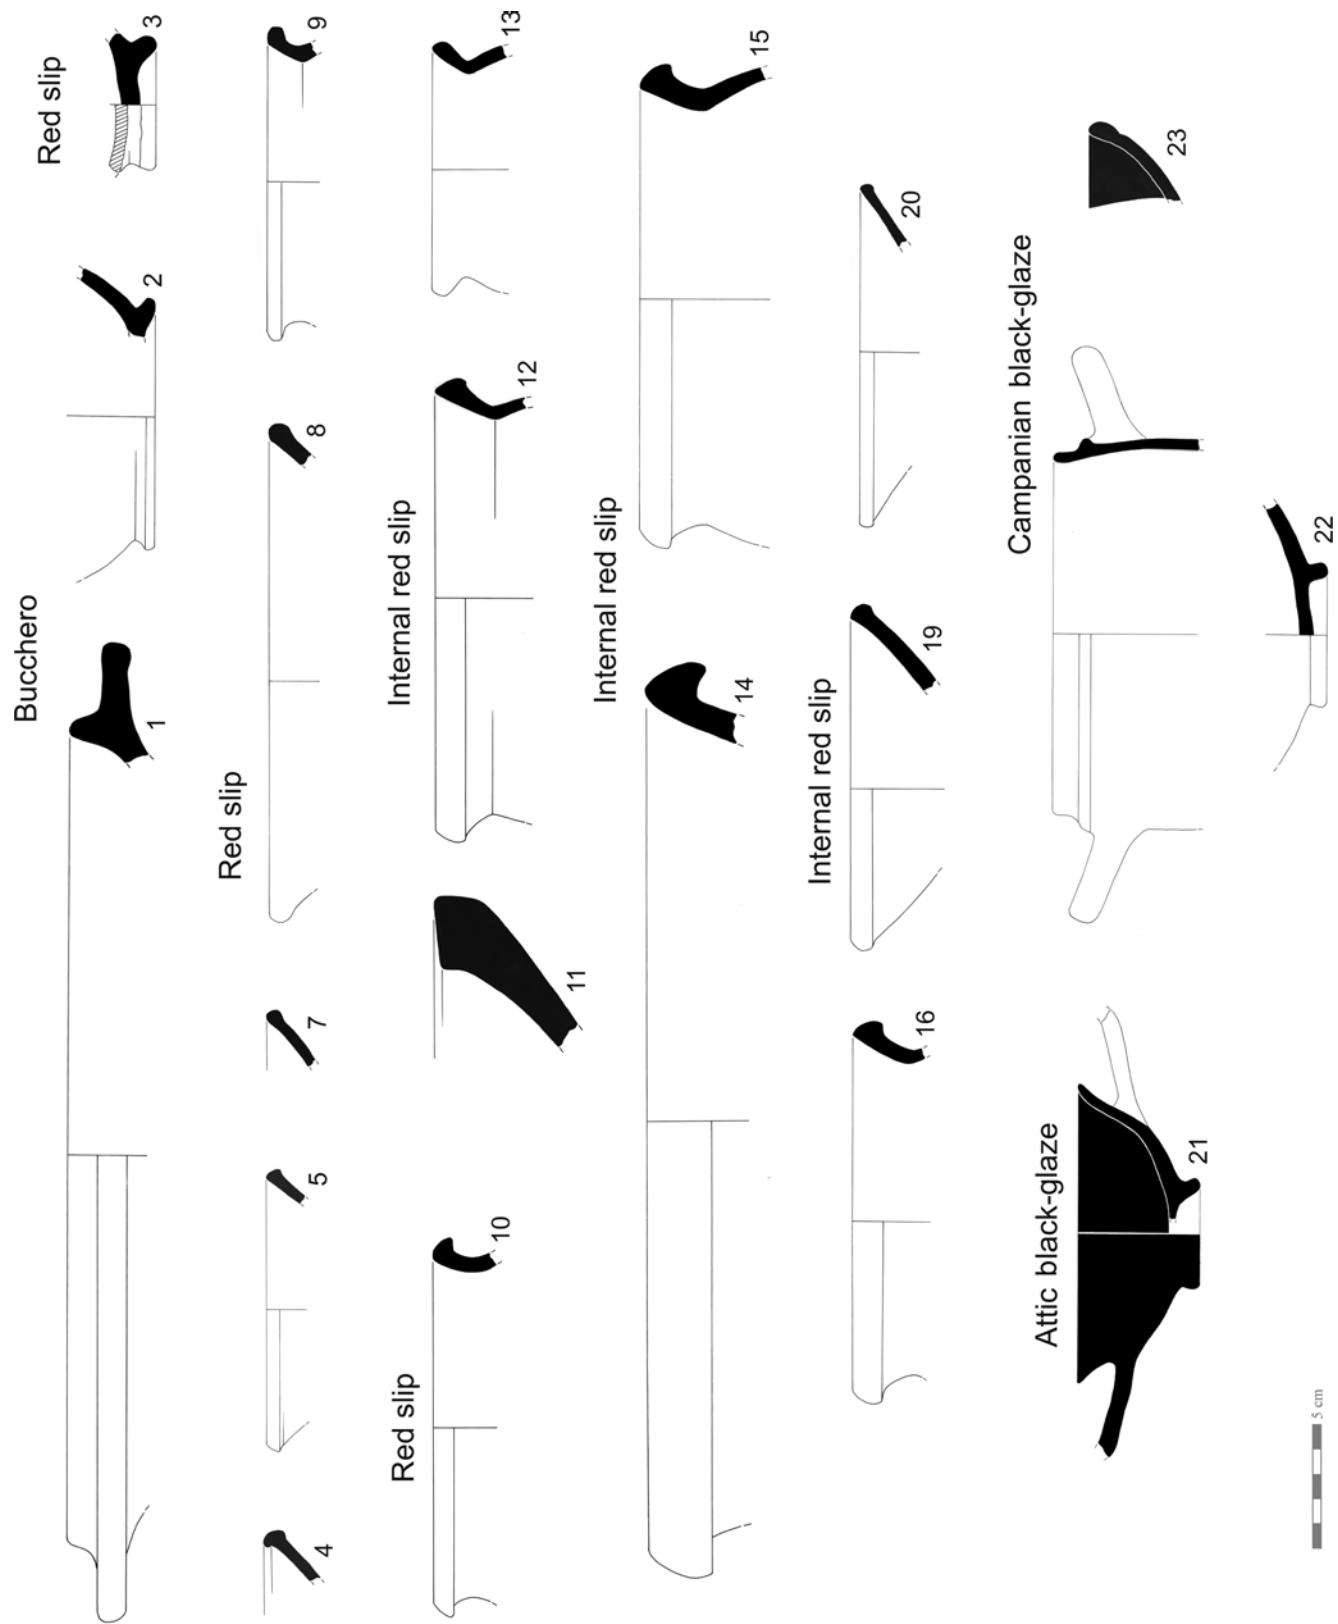 Bucchero
Red slip
1
2
3
Red slip
4
5
7
8
9
Red slip
Internal red slip
10
11
12
13
Internal red slip
14
15
Internal red slip
16
19
20
Attic black-glaze
Campanian black-glaze
21
22
23
5 cm